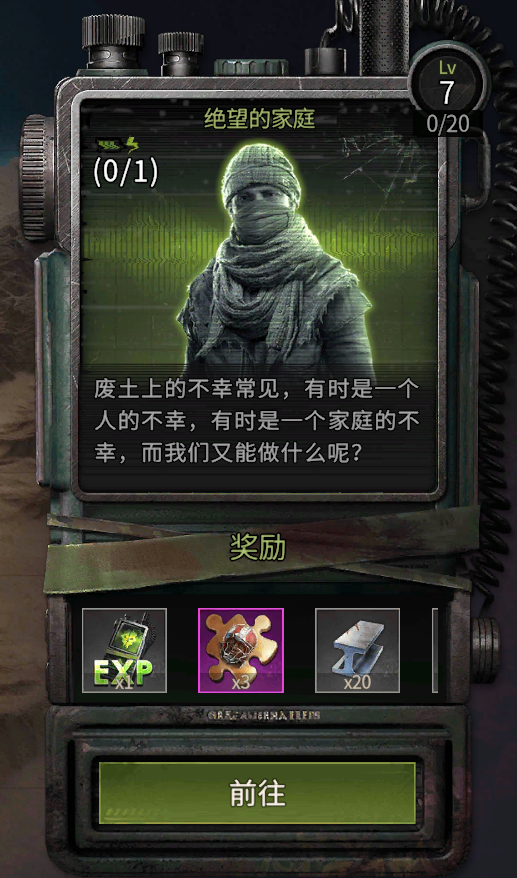 Lv
7
0/20
绝望的家庭
(0/1)
废土上的不幸常见，有时是一个
人的不幸，有时是一个家庭的不
幸，而我们又能做什么呢？
奖励
EXP
x1
x3
x20
前往